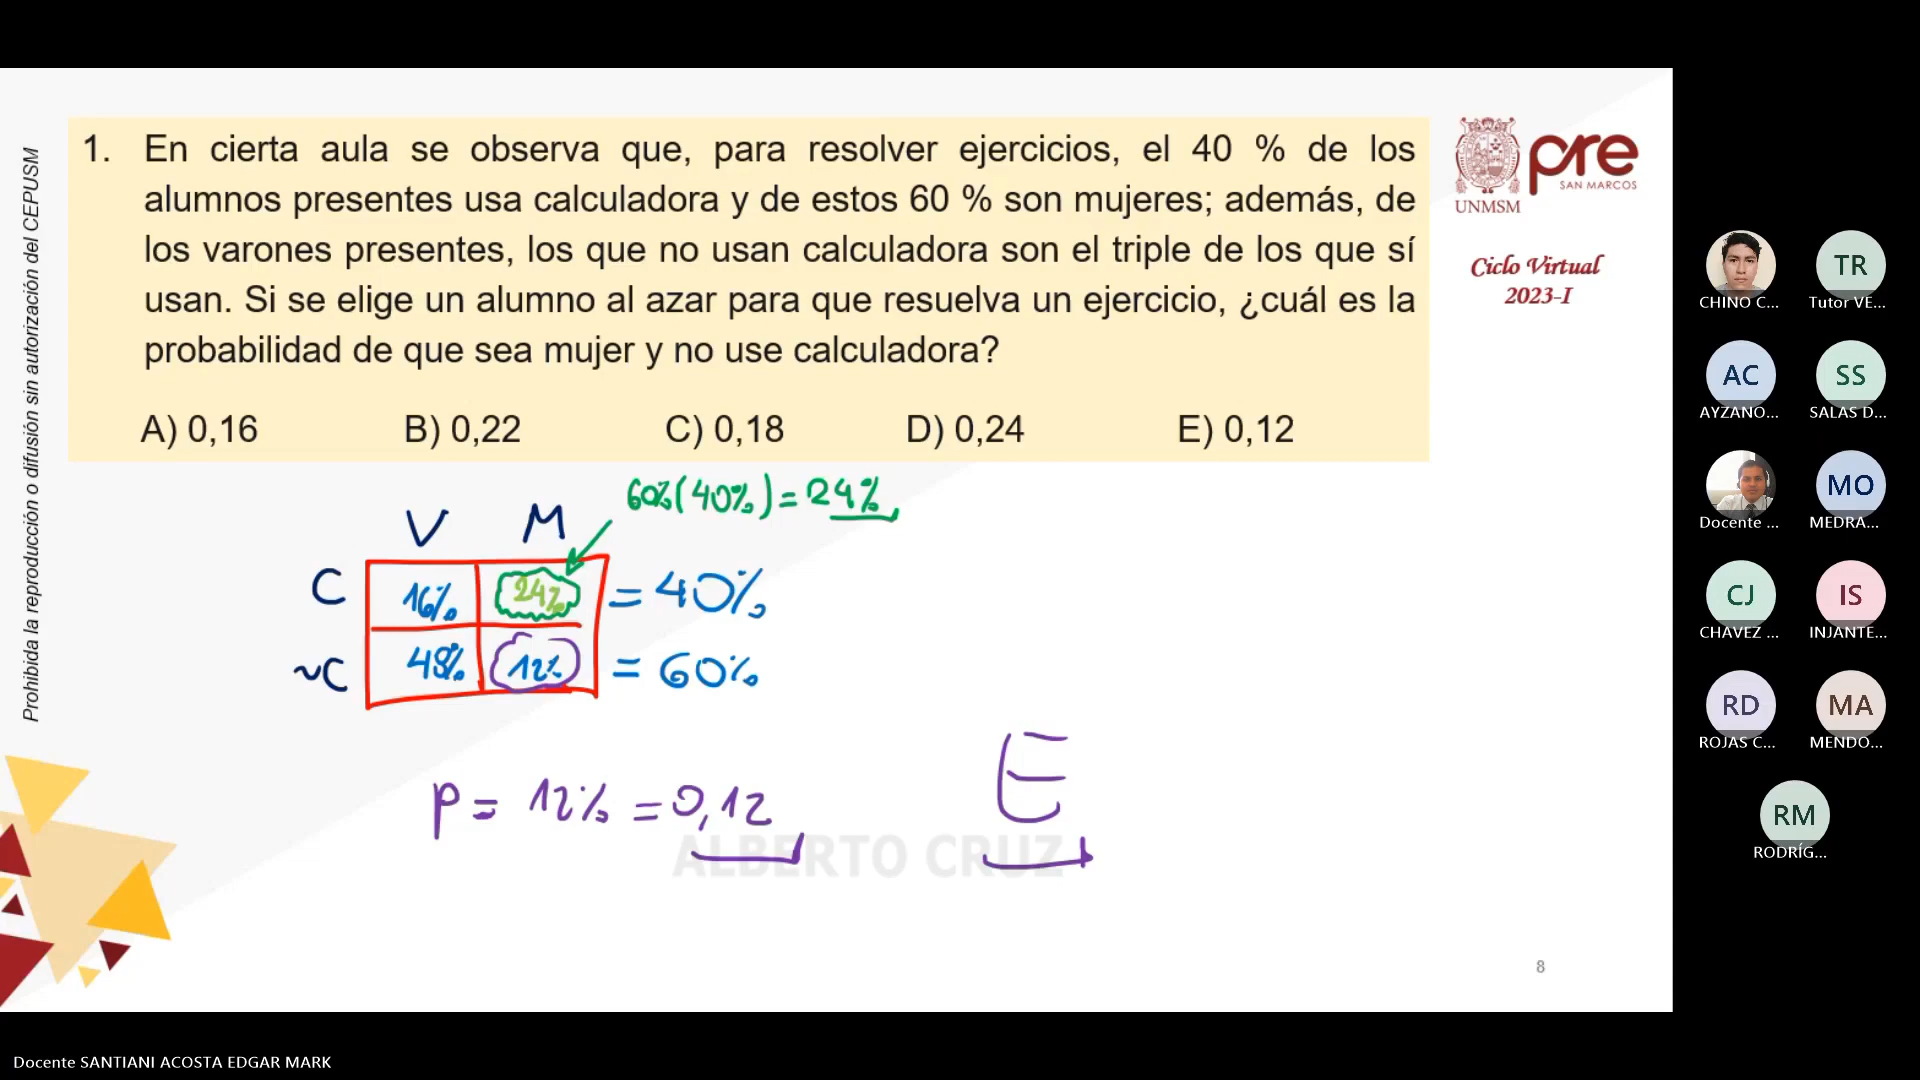 Prohibida la reproducción o difusión sin autorización del CEPUSM
1. En cierta aula se observa que, para resolver ejercicios, el 40 % de los
alumnos presentes usa calculadora y de estos 60 % son mujeres; además, de
los varones presentes, los que no usan calculadora son el triple de los que sí
usan. Si se elige un alumno al azar para que resuelva un ejercicio, ¿cuál es la
probabilidad de que sea mujer y no use calculadora?
A) 0,16 B) 0,22 C) 0,18 D) 0,24 E) 0,12
UNMSM
pre
SAN MARCOS
Ciclo Virtual
2023-I
60%(40%) = 24%
V M
C 16% 24% = 40%
~C 48% 12% = 60%
P = 12% = 0,12
E
ALBERTO CRUZ
8
CHINO C...
TR
Tutor VE...
AC
AYZANO...
SS
SALAS D...
Docente ...
MO
MEDRA...
CJ
CHAVEZ ...
IS
INJANTE...
RD
ROJAS C...
MA
MENDO...
RM
RODRÍG...
Docente SANTIANI ACOSTA EDGAR MARK